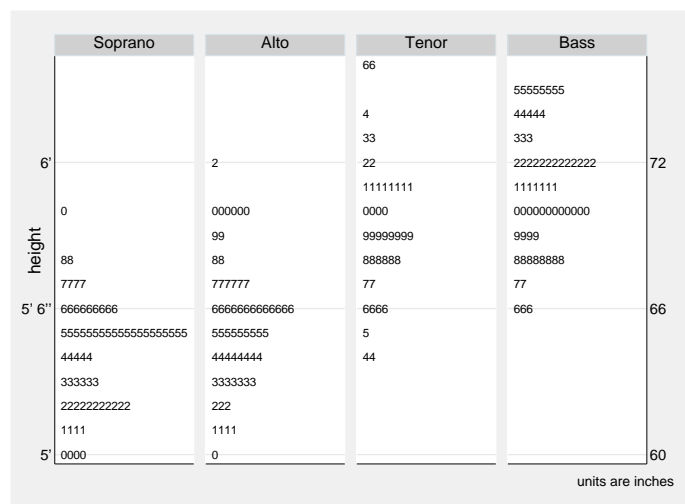 Soprano Alto Tenor Bass
66
55555555
4 44444
33 333
6' 2 22 2222222222222 72
11111111 1111111
0 000000 0000 000000000000
99 99999999 9999
height
88 88 888888 88888888
7777 777777 77 77
5' 6'' 666666666 6666666666666 6666 666 66
55555555555555555555 555555555 5
44444 44444444 44
333333 3333333
22222222222 222
1111 1111
5' 0000 0 60
units are inches